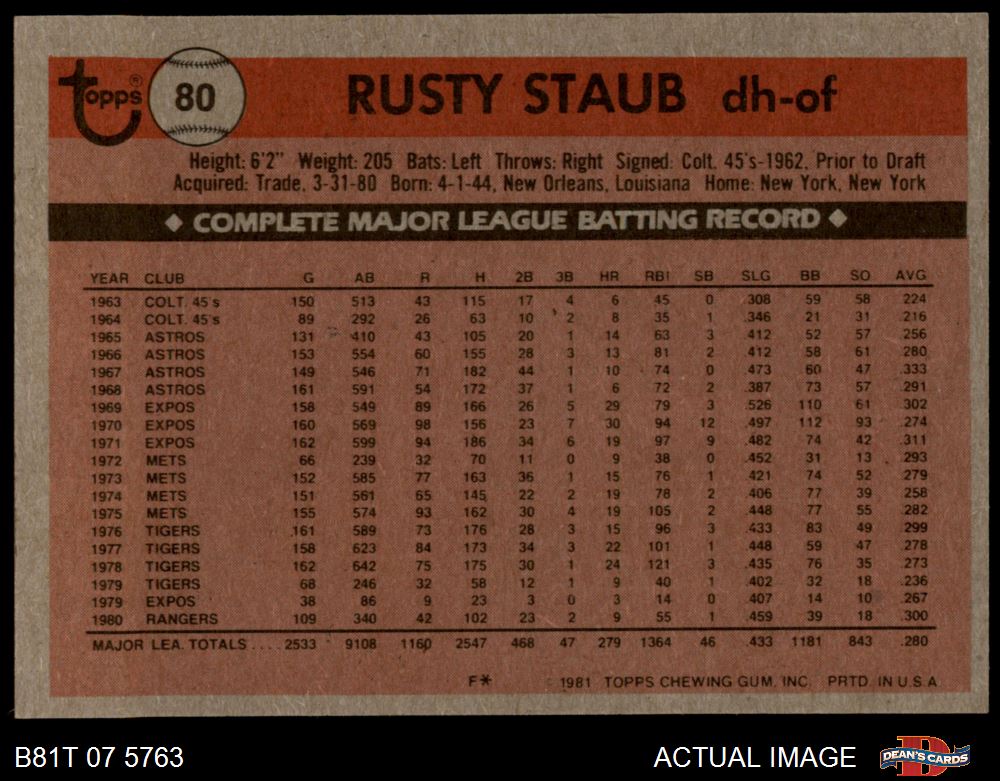 Topps® 80 RUSTY STAUB dh-of
Height: 6'2" Weight: 205 Bats: Left Throws: Right Signed: Colt. 45's-1962, Prior to Draft
Acquired: Trade, 3-31-80 Born: 4-1-44, New Orleans, Louisiana Home: New York, New York
◆ COMPLETE MAJOR LEAGUE BATTING RECORD ◆
YEAR CLUB G AB R H 2B 3B HR RBI SB SLG BB SO AVG
1963 COLT. 45's 150 513 43 115 17 4 6 45 0 .308 59 58 .224
1964 COLT. 45's 89 292 26 63 10 2 8 35 1 .346 21 31 .216
1965 ASTROS 131 410 43 105 20 1 14 63 3 .412 52 57 .256
1966 ASTROS 153 554 60 155 28 3 13 81 2 .412 58 61 .280
1967 ASTROS 149 546 71 182 44 1 10 74 0 .473 60 47 .333
1968 ASTROS 161 591 54 172 37 1 6 72 2 .387 73 57 .291
1969 EXPOS 158 549 89 166 26 5 29 79 3 .526 110 61 .302
1970 EXPOS 160 569 98 156 23 7 30 94 12 .497 112 93 .274
1971 EXPOS 162 599 94 186 34 6 19 97 9 .482 74 42 .311
1972 METS 66 239 32 70 11 0 9 38 0 .452 31 13 .293
1973 METS 152 585 77 163 36 1 15 76 1 .421 74 52 .279
1974 METS 151 561 65 145 22 2 19 78 2 .406 77 39 .258
1975 METS 155 574 93 162 30 4 19 105 2 .448 77 55 .282
1976 TIGERS 161 589 73 176 28 3 15 96 3 .433 83 49 .299
1977 TIGERS 158 623 84 173 34 3 22 101 1 .448 59 47 .278
1978 TIGERS 162 642 75 175 30 1 24 121 3 .435 76 35 .273
1979 TIGERS 68 246 32 58 12 1 9 40 1 .402 32 18 .236
1979 EXPOS 38 86 9 23 3 0 3 14 0 .407 14 10 .267
1980 RANGERS 109 340 42 102 23 2 9 55 1 .459 39 18 .300
MAJOR LEA. TOTALS .... 2533 9108 1160 2547 468 47 279 1364 46 .433 1181 843 .280
F* © 1981 TOPPS CHEWING GUM, INC. PRTD. IN U.S.A.
B81T 07 5763 ACTUAL IMAGE DEAN'S CARDS